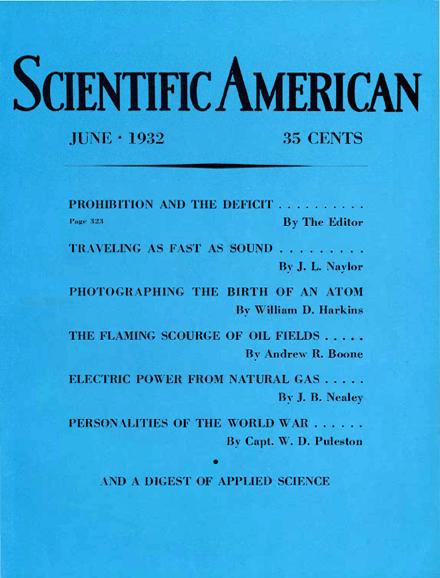 SCIENTIFIC AMERICAN
JUNE · 1932 35 CENTS
PROHIBITION AND THE DEFICIT . . . . . . . . . .
Page 323 By The Editor
TRAVELING AS FAST AS SOUND . . . . . . . . .
By J. L. Naylor
PHOTOGRAPHING THE BIRTH OF AN ATOM
By William D. Harkins
THE FLAMING SCOURGE OF OIL FIELDS . . . . .
By Andrew R. Boone
ELECTRIC POWER FROM NATURAL GAS . . . . .
By J. B. Nealey
PERSONALITIES OF THE WORLD WAR . . . . . .
By Capt. W. D. Puleston
•
AND A DIGEST OF APPLIED SCIENCE